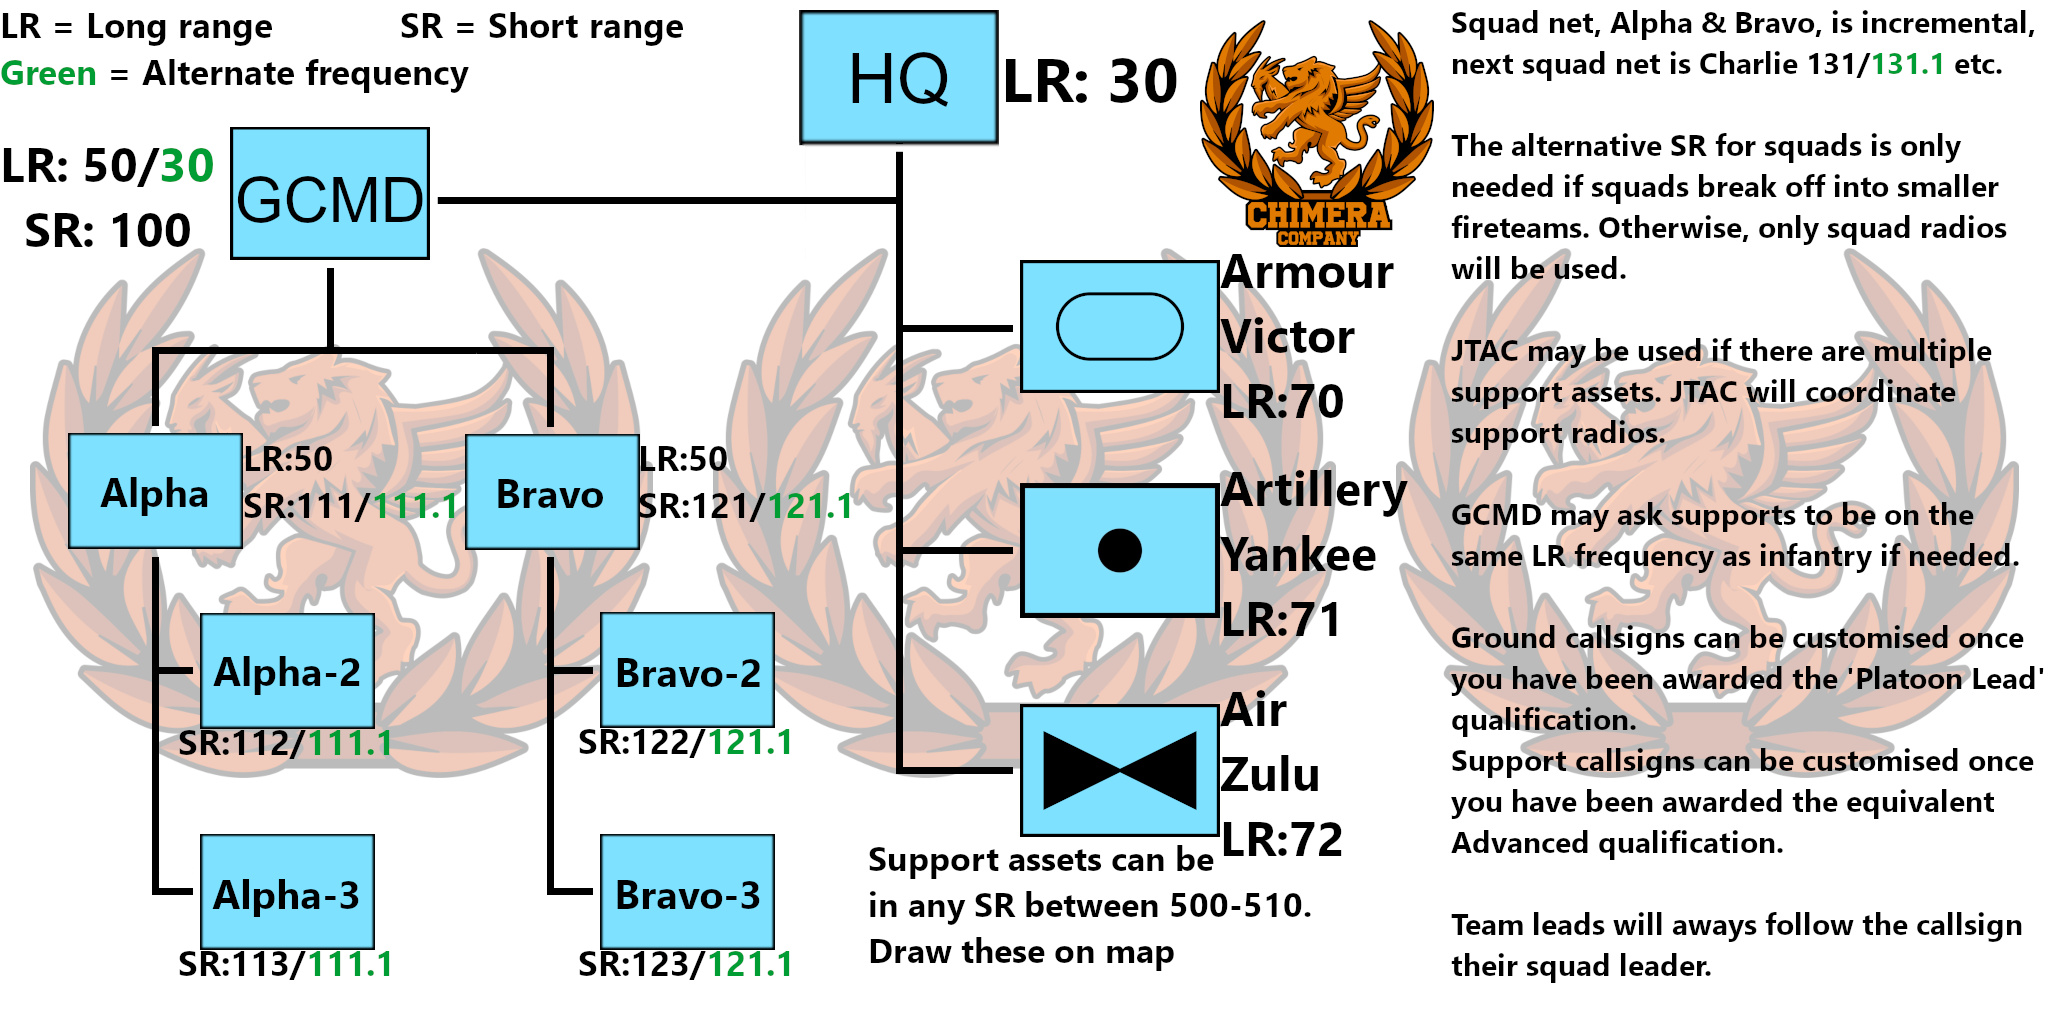 LR = Long range
SR = Short range
Green = Alternate frequency
HQ
LR: 30
CHIMERA
COMPANY
LR: 50/30
SR: 100
GCMD
Alpha
LR:50
SR:111/111.1
Bravo
LR:50
SR:121/121.1
Alpha-2
SR:112/111.1
Bravo-2
SR:122/121.1
Alpha-3
SR:113/111.1
Bravo-3
SR:123/121.1
Armour
Victor
LR:70
Artillery
Yankee
LR:71
Air
Zulu
LR:72
Support assets can be
in any SR between 500-510.
Draw these on map
Squad net, Alpha & Bravo, is incremental,
next squad net is Charlie 131/131.1 etc.
The alternative SR for squads is only
needed if squads break off into smaller
fireteams. Otherwise, only squad radios
will be used.
JTAC may be used if there are multiple
support assets. JTAC will coordinate
support radios.
GCMD may ask supports to be on the
same LR frequency as infantry if needed.
Ground callsigns can be customised once
you have been awarded the 'Platoon Lead'
qualification.
Support callsigns can be customised once
you have been awarded the equivalent
Advanced qualification.
Team leads will aways follow the callsign
their squad leader.